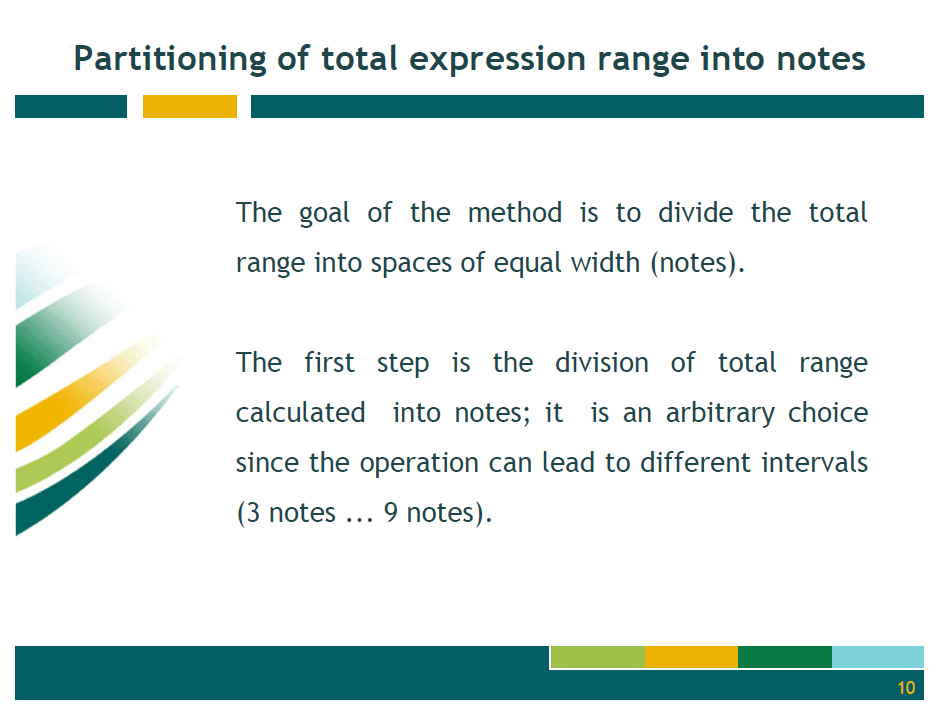 Partitioning of total expression range into notes
The goal of the method is to divide the total
range into spaces of equal width (notes).
The first step is the division of total range
calculated into notes; it is an arbitrary choice
since the operation can lead to different intervals
(3 notes ... 9 notes).
10